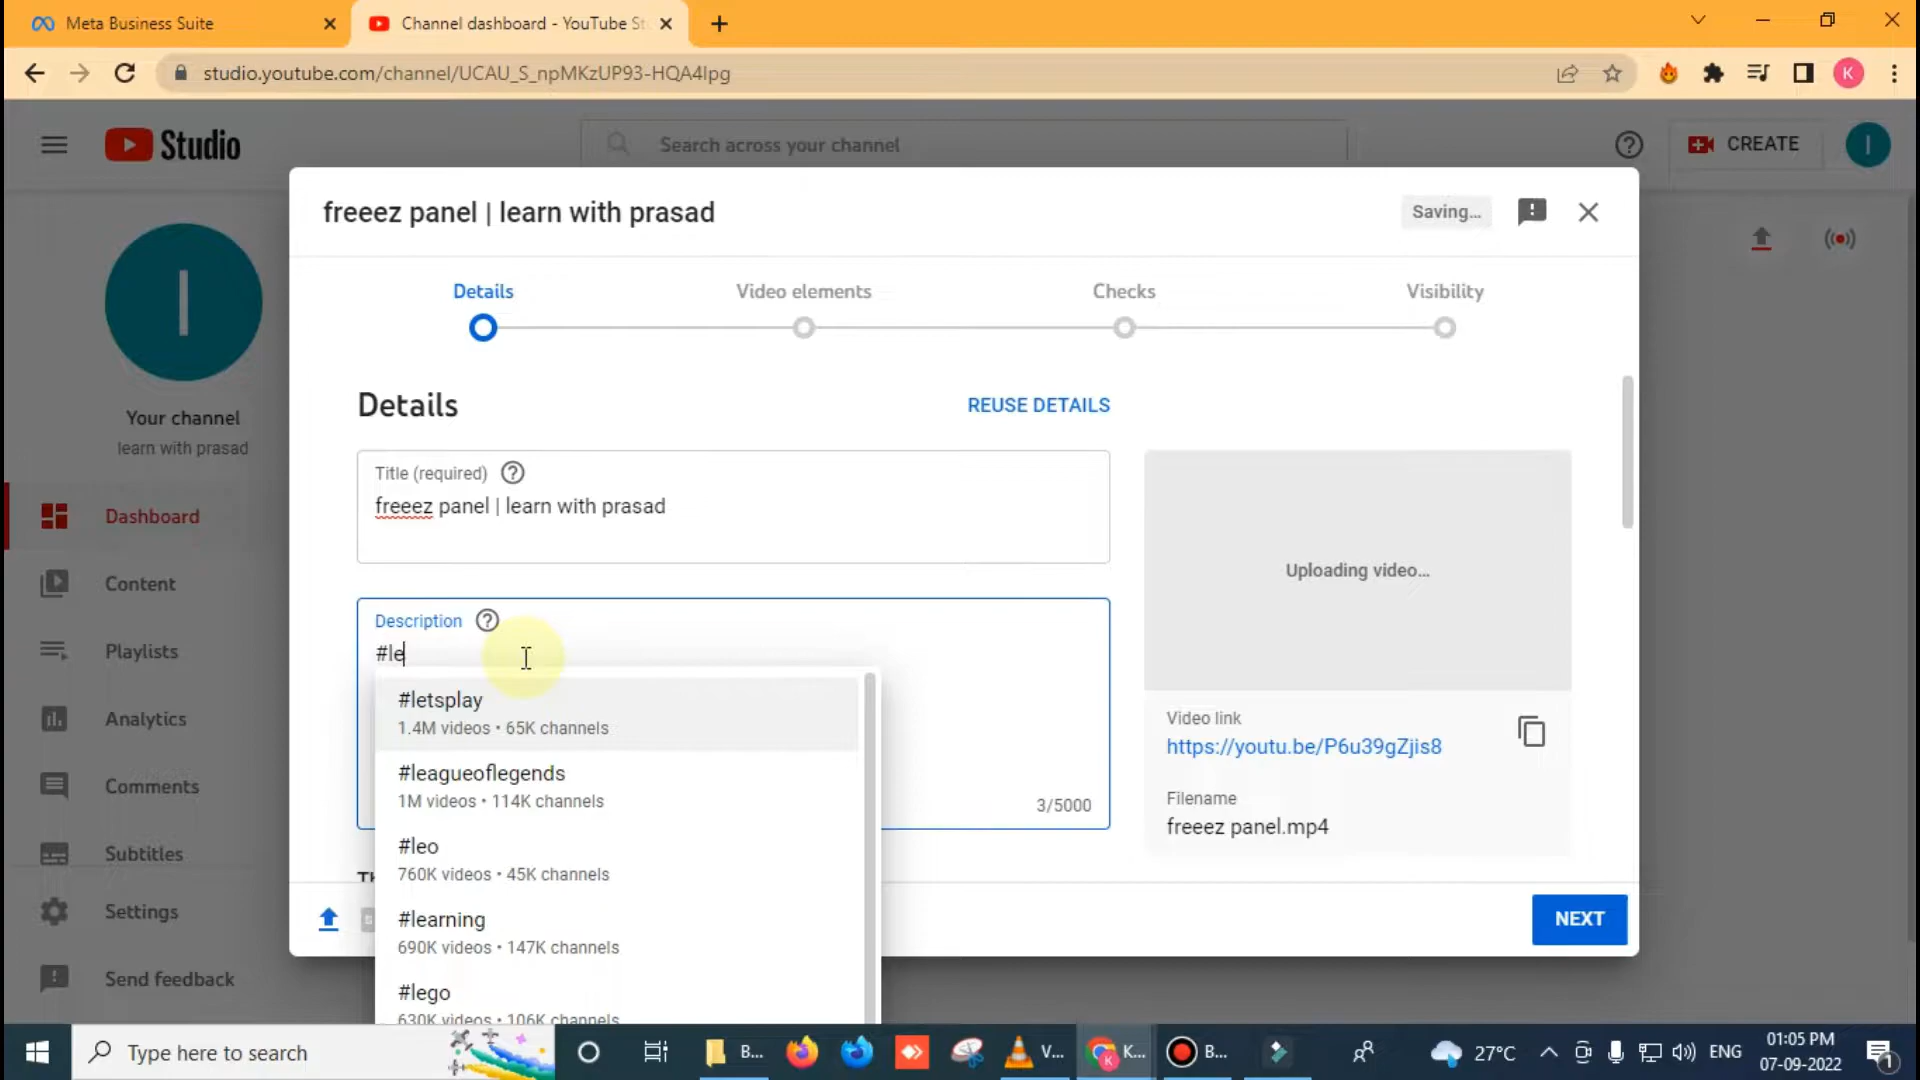 Meta Business Suite
Channel dashboard - YouTube St
studio.youtube.com/channel/UCAU_S_npMKzUP93-HQA4lpg
K
Studio
Search across your channel
CREATE
I
freeez panel | learn with prasad
Saving...
Details
Video elements
Checks
Visibility
I
Your channel
learn with prasad
Dashboard
Content
Playlists
Analytics
Comments
Subtitles
Settings
Send feedback
Details
REUSE DETAILS
Title (required)
freeez panel | learn with prasad
Description
#le
3/5000
#letsplay
1.4M videos • 65K channels
#leagueoflegends
1M videos • 114K channels
#leo
760K videos • 45K channels
#learning
690K videos • 147K channels
#lego
630K videos • 106K channels
Uploading video...
Video link
https://youtu.be/P6u39gZjis8
Filename
freeez panel.mp4
NEXT
Type here to search
B...
V...
K...
B...
27°C
ENG
01:05 PM
07-09-2022
1